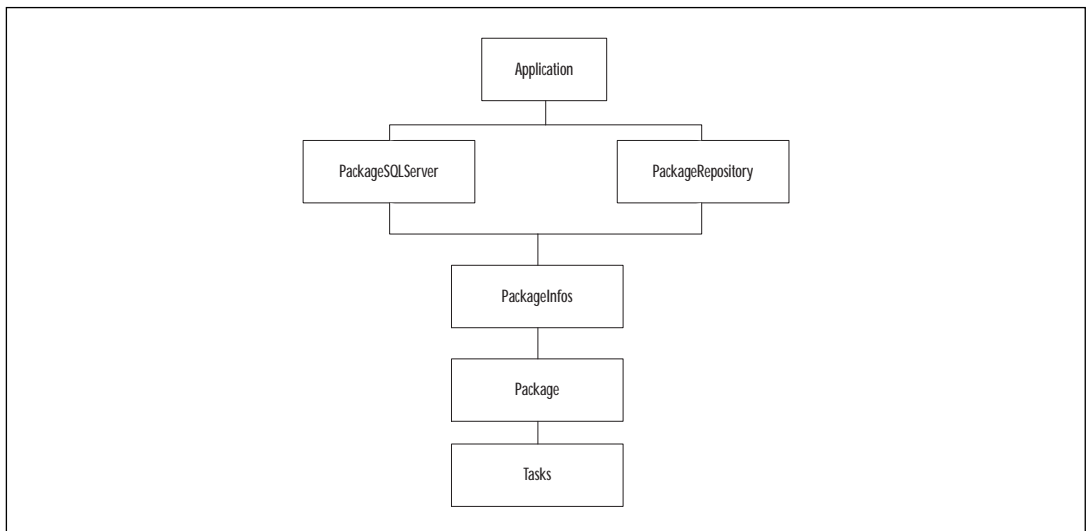 Application
PackageSQLServer
PackageRepository
PackageInfos
Package
Tasks